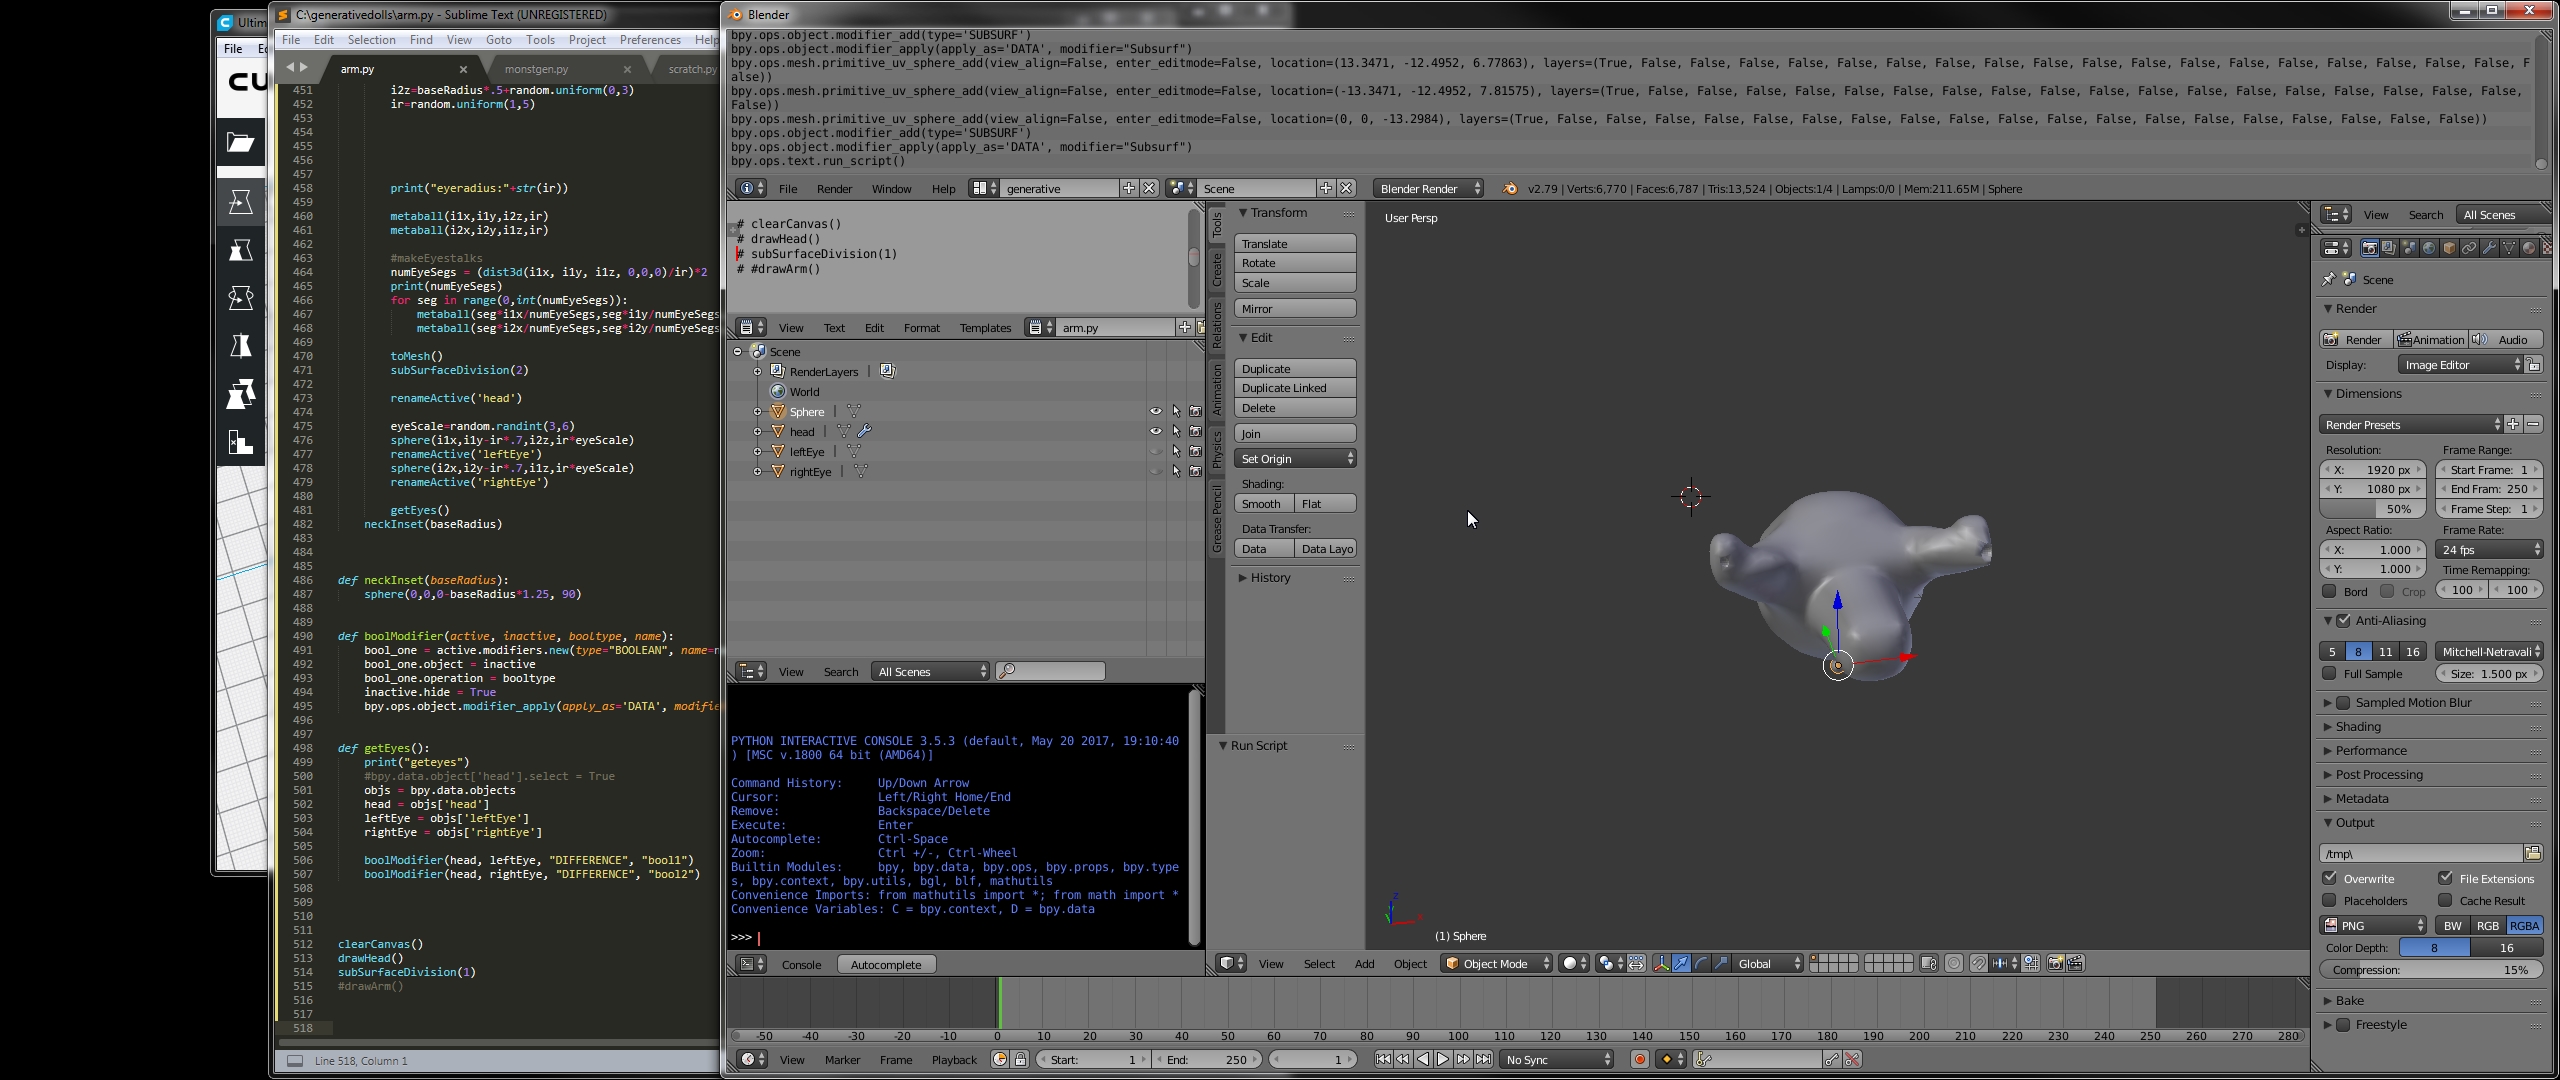 Ultim
File
CU
C:\generativedolls\arm.py - Sublime Text (UNREGISTERED)
File Edit Selection Find View Goto Tools Project Preferences Help
arm.py monstgen.py scratch.py
451 i2z=baseRadius*.5+random.uniform(0,3)
452 ir=random.uniform(1,5)
453
454
455
456
457
458 print("eyeradius:"+str(ir))
459
460 metaball(i1x,i1y,i2z,ir)
461 metaball(i2x,i2y,i1z,ir)
462
463 #makeEyestalks
464 numEyeSegs = (dist3d(i1x, i1y, i1z, 0,0,0)/ir)*2
465 print(numEyeSegs)
466 for seg in range(0,int(numEyeSegs)):
467 metaball(seg*i1x/numEyeSegs,seg*i1y/numEyeSegs
468 metaball(seg*i2x/numEyeSegs,seg*i2y/numEyeSegs
469
470 toMesh()
471 subSurfaceDivision(2)
472
473 renameActive('head')
474
475 eyeScale=random.randint(3,6)
476 sphere(i1x,i1y-ir*.7,i2z,ir*eyeScale)
477 renameActive('leftEye')
478 sphere(i2x,i2y-ir*.7,i1z,ir*eyeScale)
479 renameActive('rightEye')
480
481 getEyes()
482 neckInset(baseRadius)
483
484
485
486 def neckInset(baseRadius):
487 sphere(0,0,0-baseRadius*1.25, 90)
488
489
490 def boolModifier(active, inactive, booltype, name):
491 bool_one = active.modifiers.new(type="BOOLEAN", name=n
492 bool_one.object = inactive
493 bool_one.operation = booltype
494 inactive.hide = True
495 bpy.ops.object.modifier_apply(apply_as='DATA', modifie
496
497
498 def getEyes():
499 print("geteyes")
500 #bpy.data.object['head'].select = True
501 objs = bpy.data.objects
502 head = objs['head']
503 leftEye = objs['leftEye']
504 rightEye = objs['rightEye']
505
506 boolModifier(head, leftEye, "DIFFERENCE", "bool1")
507 boolModifier(head, rightEye, "DIFFERENCE", "bool2")
508
509
510
511
512 clearCanvas()
513 drawHead()
514 subSurfaceDivision(1)
515 #drawArm()
516
517
518
Line 518, Column 1
Blender
bpy.ops.object.modifier_add(type='SUBSURF')
bpy.ops.object.modifier_apply(apply_as='DATA', modifier="Subsurf")
bpy.ops.mesh.primitive_uv_sphere_add(view_align=False, enter_editmode=False, location=(13.3471, -12.4952, 6.77863), layers=(True, False, False, False, False, False, False, False, False, False, False, False, False, False, False, False, False, False, False, F
alse))
bpy.ops.mesh.primitive_uv_sphere_add(view_align=False, enter_editmode=False, location=(-13.3471, -12.4952, 7.81575), layers=(True, False, False, False, False, False, False, False, False, False, False, False, False, False, False, False, False, False, False,
False))
bpy.ops.mesh.primitive_uv_sphere_add(view_align=False, enter_editmode=False, location=(0, 0, -13.2984), layers=(True, False, False, False, False, False, False, False, False, False, False, False, False, False, False, False, False, False, False, False))
bpy.ops.object.modifier_add(type='SUBSURF')
bpy.ops.object.modifier_apply(apply_as='DATA', modifier="Subsurf")
bpy.ops.text.run_script()
File Render Window Help generative Scene Blender Render v2.79 | Verts:6,770 | Faces:6,787 | Tris:13,524 | Objects:1/4 | Lamps:0/0 | Mem:211.65M | Sphere
# clearCanvas()
# drawHead()
# subSurfaceDivision(1)
# #drawArm()
View Text Edit Format Templates arm.py
Scene
RenderLayers
World
Sphere
head
leftEye
rightEye
View Search All Scenes
PYTHON INTERACTIVE CONSOLE 3.5.3 (default, May 20 2017, 19:10:40
) [MSC v.1800 64 bit (AMD64)]
Command History: Up/Down Arrow
Cursor: Left/Right Home/End
Remove: Backspace/Delete
Execute: Enter
Autocomplete: Ctrl-Space
Zoom: Ctrl +/-, Ctrl-Wheel
Builtin Modules: bpy, bpy.data, bpy.ops, bpy.props, bpy.type
s, bpy.context, bpy.utils, bgl, blf, mathutils
Convenience Imports: from mathutils import *; from math import *
Convenience Variables: C = bpy.context, D = bpy.data
>>>
Console Autocomplete
Tools
Create
Relations
Animation
Physics
Grease Pencil
Transform
Translate
Rotate
Scale
Mirror
Edit
Duplicate
Duplicate Linked
Delete
Join
Set Origin
Shading:
Smooth Flat
Data Transfer:
Data Data Layo
History
Run Script
User Persp
(1) Sphere
View Select Add Object Object Mode Global
-50 -40 -30 -20 -10 0 10 20 30 40 50 60 70 80 90 100 110 120 130 140 150 160 170 180 190 200 210 220 230 240 250 260 270 280
View Marker Frame Playback Start: 1 End: 250 1 No Sync
View Search All Scenes
Scene
Render
Render Animation Audio
Display: Image Editor
Dimensions
Render Presets
Resolution: Frame Range:
X: 1920 px Start Frame: 1
Y: 1080 px End Fram: 250
50% Frame Step: 1
Aspect Ratio: Frame Rate:
X: 1.000 24 fps
Y: 1.000 Time Remapping:
Bord Crop 100 100
Anti-Aliasing
5 8 11 16 Mitchell-Netravali
Full Sample Size: 1.500 px
Sampled Motion Blur
Shading
Performance
Post Processing
Metadata
Output
/tmp\
Overwrite File Extensions
Placeholders Cache Result
PNG BW RGB RGBA
Color Depth: 8 16
Compression: 15%
Bake
Freestyle